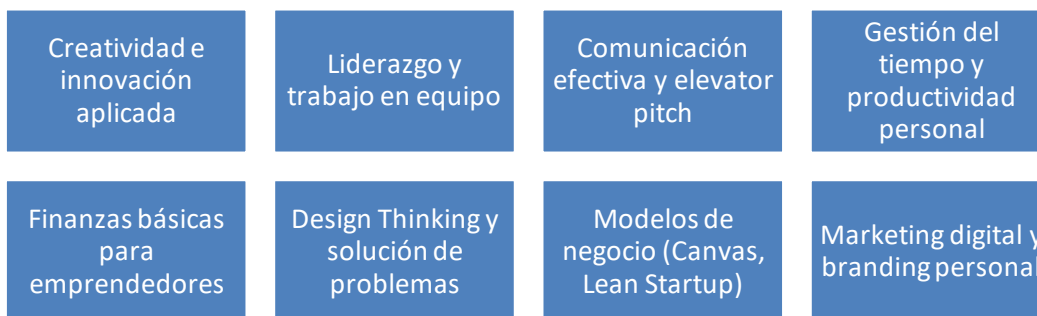 Creatividad e
innovación
aplicada
Liderazgo y
trabajo en equipo
Comunicación
efectiva y elevator
pitch
Gestión del
tiempo y
productividad
personal
Finanzas básicas
para
emprendedores
Design Thinking y
solución de
problemas
Modelos de
negocio (Canvas,
Lean Startup)
Marketing digital y
branding personal